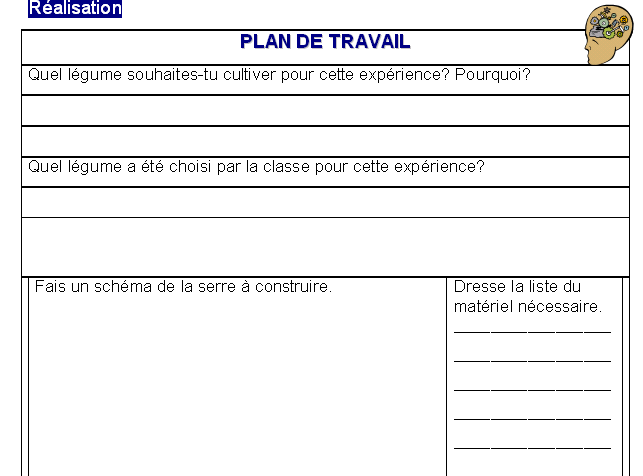 Réalisation
PLAN DE TRAVAIL
Quel légume souhaites-tu cultiver pour cette expérience? Pourquoi?
Quel légume a été choisi par la classe pour cette expérience?
Fais un schéma de la serre à construire.
Dresse la liste du
matériel nécessaire.